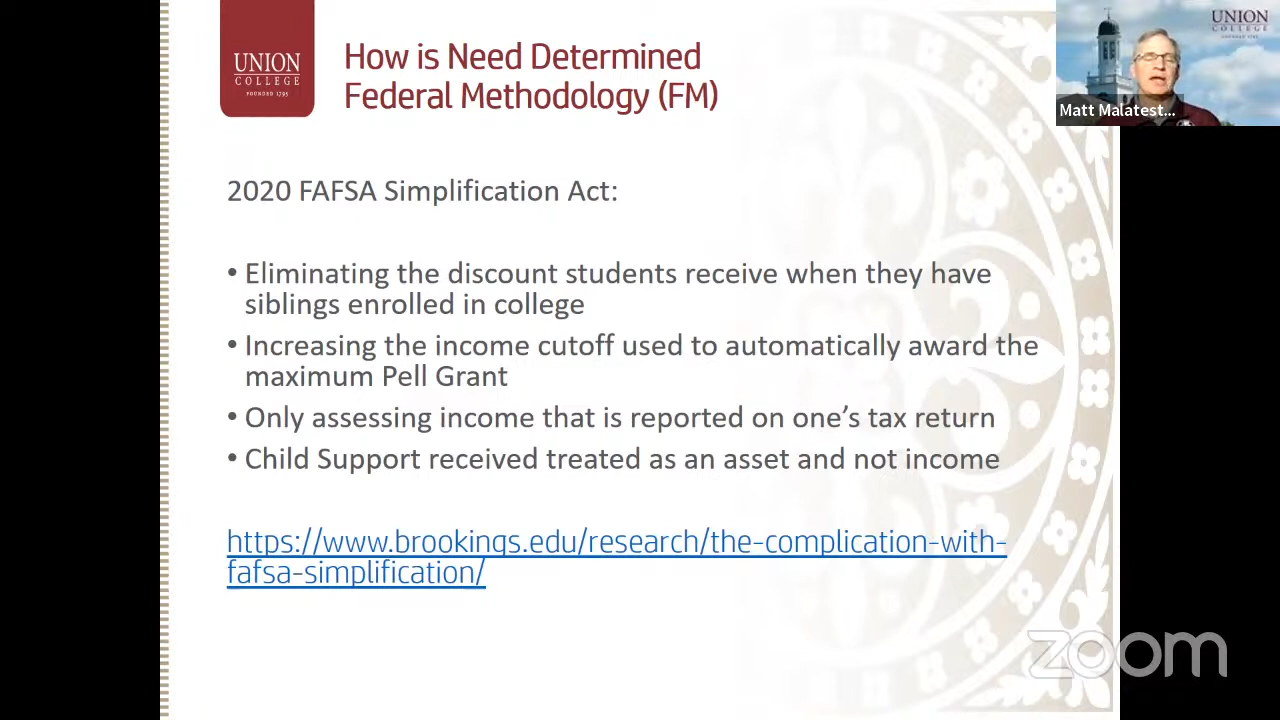 UNION
COLLEGE
FOUNDED 1795
How is Need Determined
Federal Methodology (FM)
UNION
COLLEGE
FOUNDED 1795
Matt Malatest...
2020 FAFSA Simplification Act:
• Eliminating the discount students receive when they have
siblings enrolled in college
• Increasing the income cutoff used to automatically award the
maximum Pell Grant
• Only assessing income that is reported on one’s tax return
• Child Support received treated as an asset and not income
https://www.brookings.edu/research/the-complication-with-
fafsa-simplification/
zoom